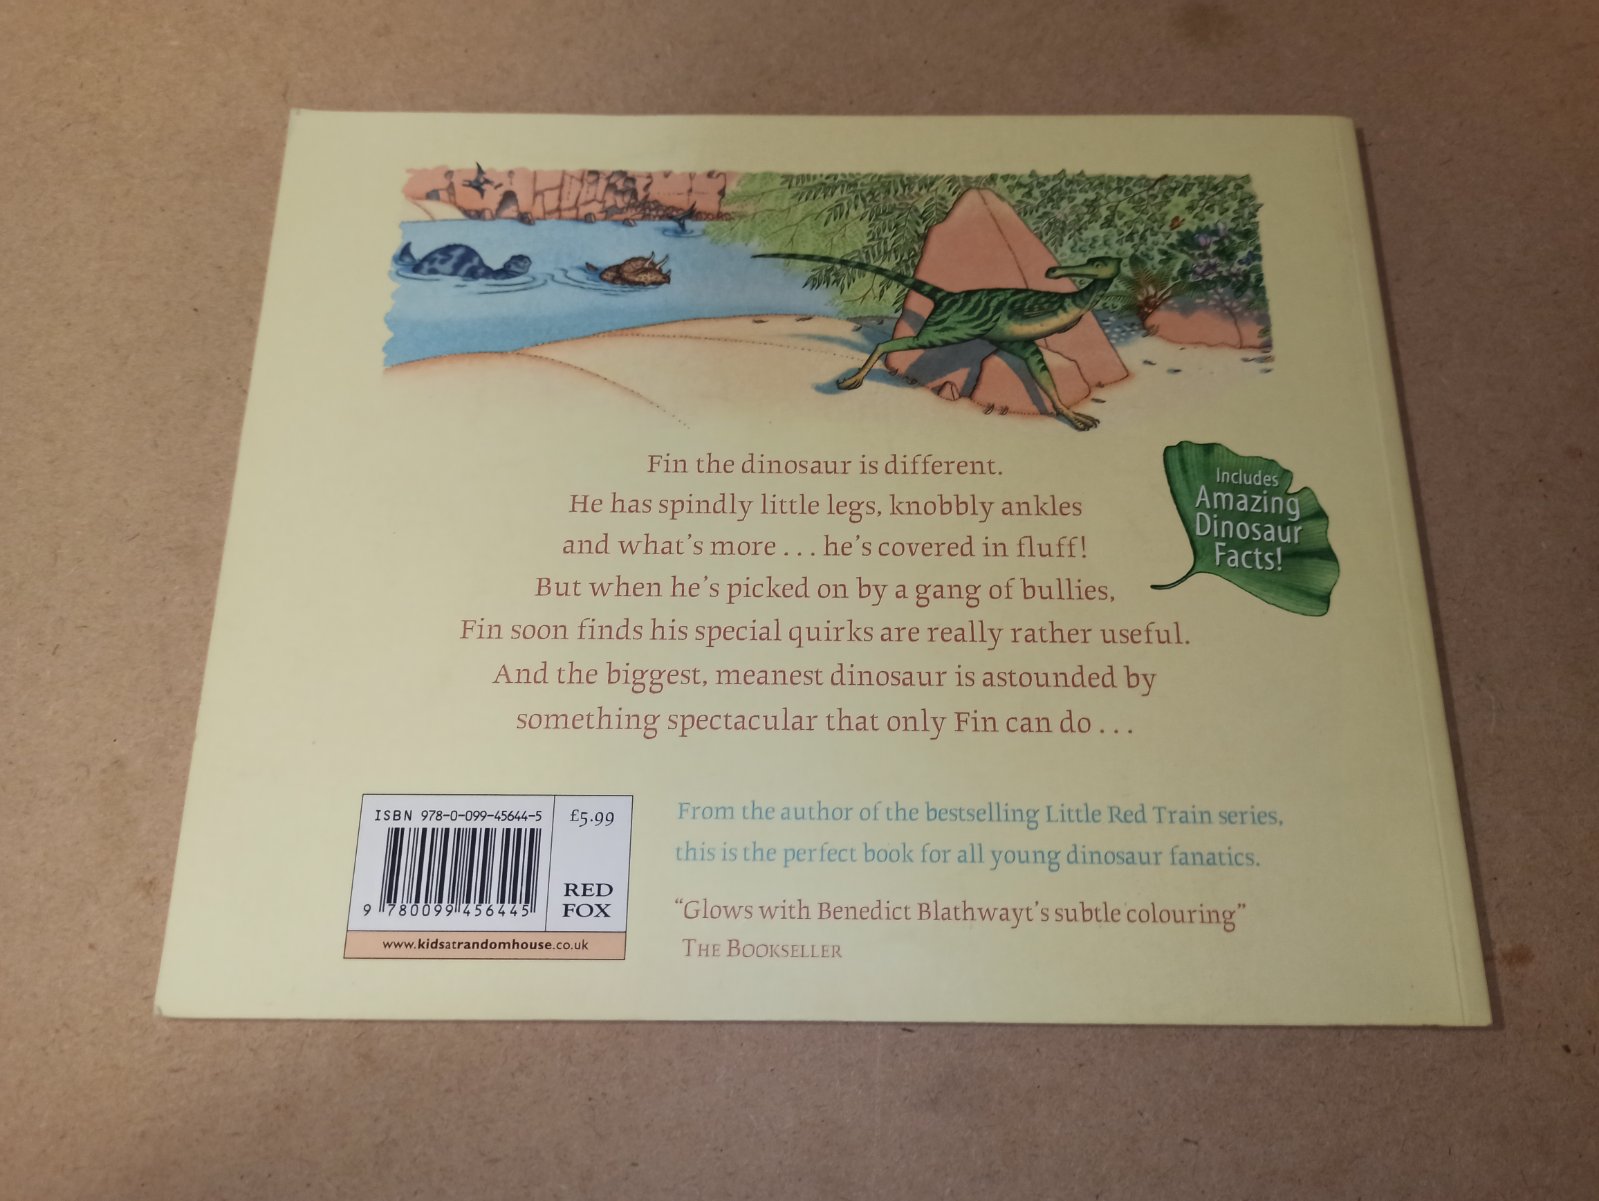 Fin the dinosaur is different.
He has spindly little legs, knobbly ankles
and what's more . . . he's covered in fluff!
But when he's picked on by a gang of bullies,
Fin soon finds his special quirks are really rather useful.
And the biggest, meanest dinosaur is astounded by
something spectacular that only Fin can do . . .
Includes
Amazing
Dinosaur
Facts!
ISBN 978-0-099-45644-5
£5.99
9 780099 456445
RED
FOX
www.kidsatrandomhouse.co.uk
From the author of the bestselling Little Red Train series,
this is the perfect book for all young dinosaur fanatics.
“Glows with Benedict Blathwayt's subtle colouring”
THE BOOKSELLER